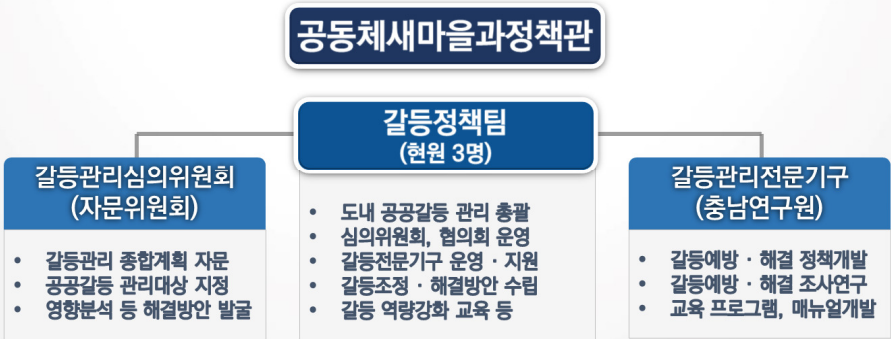 공동체새마을과정책관
갈등정책팀
(현원 3명)
갈등관리심의위원회
(자문위원회)
• 갈등관리 종합계획 자문
• 공공갈등 관리대상 지정
• 영향분석 등 해결방안 발굴
• 도내 공공갈등 관리 총괄
• 심의위원회, 협의회 운영
• 갈등전문기구 운영 · 지원
• 갈등조정 · 해결방안 수립
• 갈등 역량강화 교육 등
갈등관리전문기구
(충남연구원)
• 갈등예방 · 해결 정책개발
• 갈등예방 · 해결 조사연구
• 교육 프로그램, 매뉴얼개발